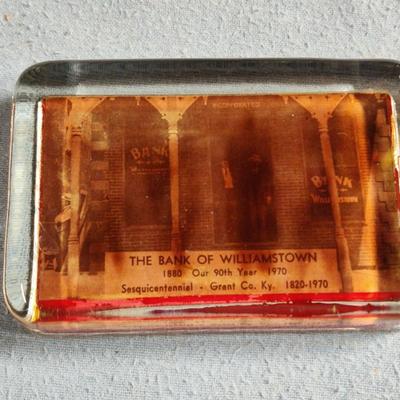 INCORPORATED
BANK
WILLIAMSTOWN
BANK
WILLIAMSTOWN
THE BANK OF WILLIAMSTOWN
1880 Our 90th Year 1970
Sesquicentennial - Grant Co. Ky. 1820-1970